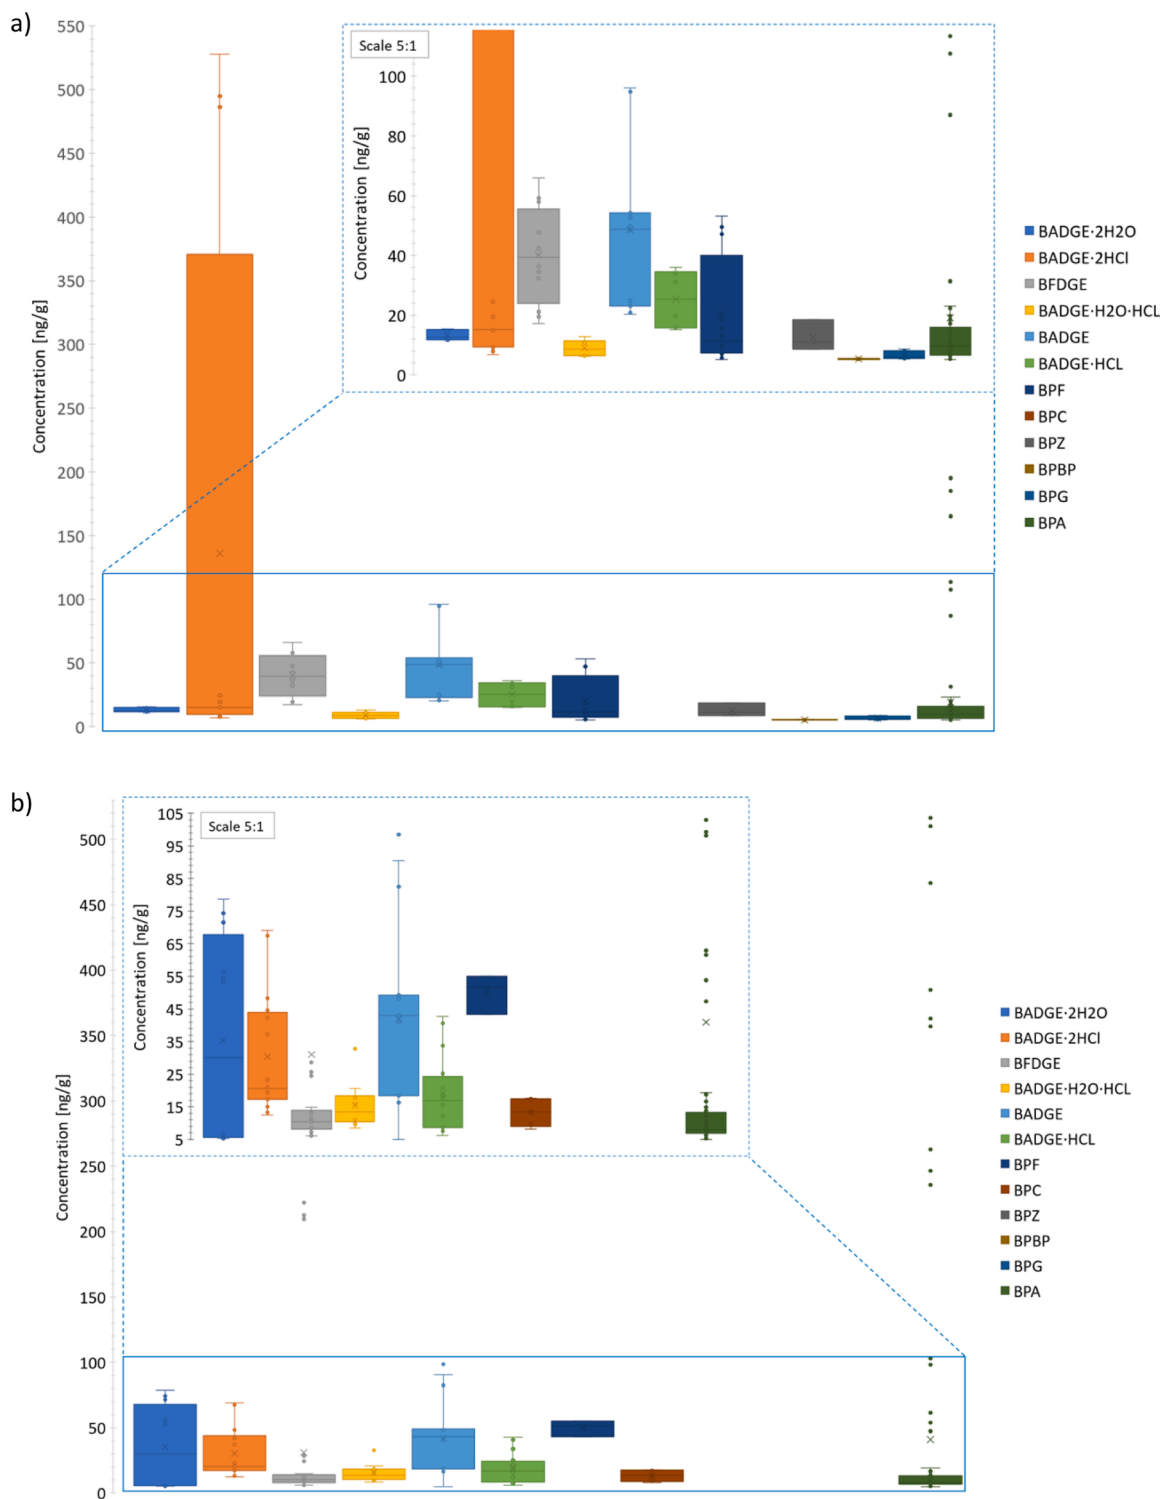 a)
550
500
450
400
350
300
250
200
150
100
50
0
Concentration [ng/g]
Scale 5:1
100
80
60
40
20
0
Concentration [ng/g]
BADGE·2H2O
BADGE·2HCl
BFDGE
BADGE·H2O·HCL
BADGE
BADGE·HCL
BPF
BPC
BPZ
BPBP
BPG
BPA
b)
500
450
400
350
300
250
200
150
100
50
0
Concentration [ng/g]
Scale 5:1
105
95
85
75
65
55
45
35
25
15
5
Concentration [ng/g]
BADGE·2H2O
BADGE·2HCl
BFDGE
BADGE·H2O·HCL
BADGE
BADGE·HCL
BPF
BPC
BPZ
BPBP
BPG
BPA